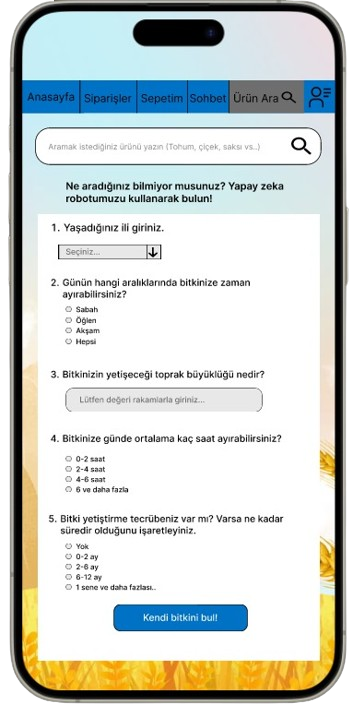 Anasayfa Siparişler Sepetim Sohbet Ürün Ara
Aramak istediğiniz ürünü yazın (Tohum, çiçek, saksı vs..)
Ne aradığınız bilmiyor musunuz? Yapay zeka
robotumuzu kullanarak bulun!
1. Yaşadığınız ili giriniz.
Seçiniz...
2. Günün hangi aralıklarında bitkinize zaman
ayırabilirsiniz?
Sabah
Öğlen
Akşam
Hepsi
3. Bitkinizin yetişeceği toprak büyüklüğü nedir?
Lütfen değeri rakamlarla giriniz...
4. Bitkinize günde ortalama kaç saat ayırabilirsiniz?
0-2 saat
2-4 saat
4-6 saat
6 ve daha fazla
5. Bitki yetiştirme tecrübeniz var mı? Varsa ne kadar
süredir olduğunu işaretleyiniz.
Yok
0-2 ay
2-6 ay
6-12 ay
1 sene ve daha fazlası..
Kendi bitkini bul!